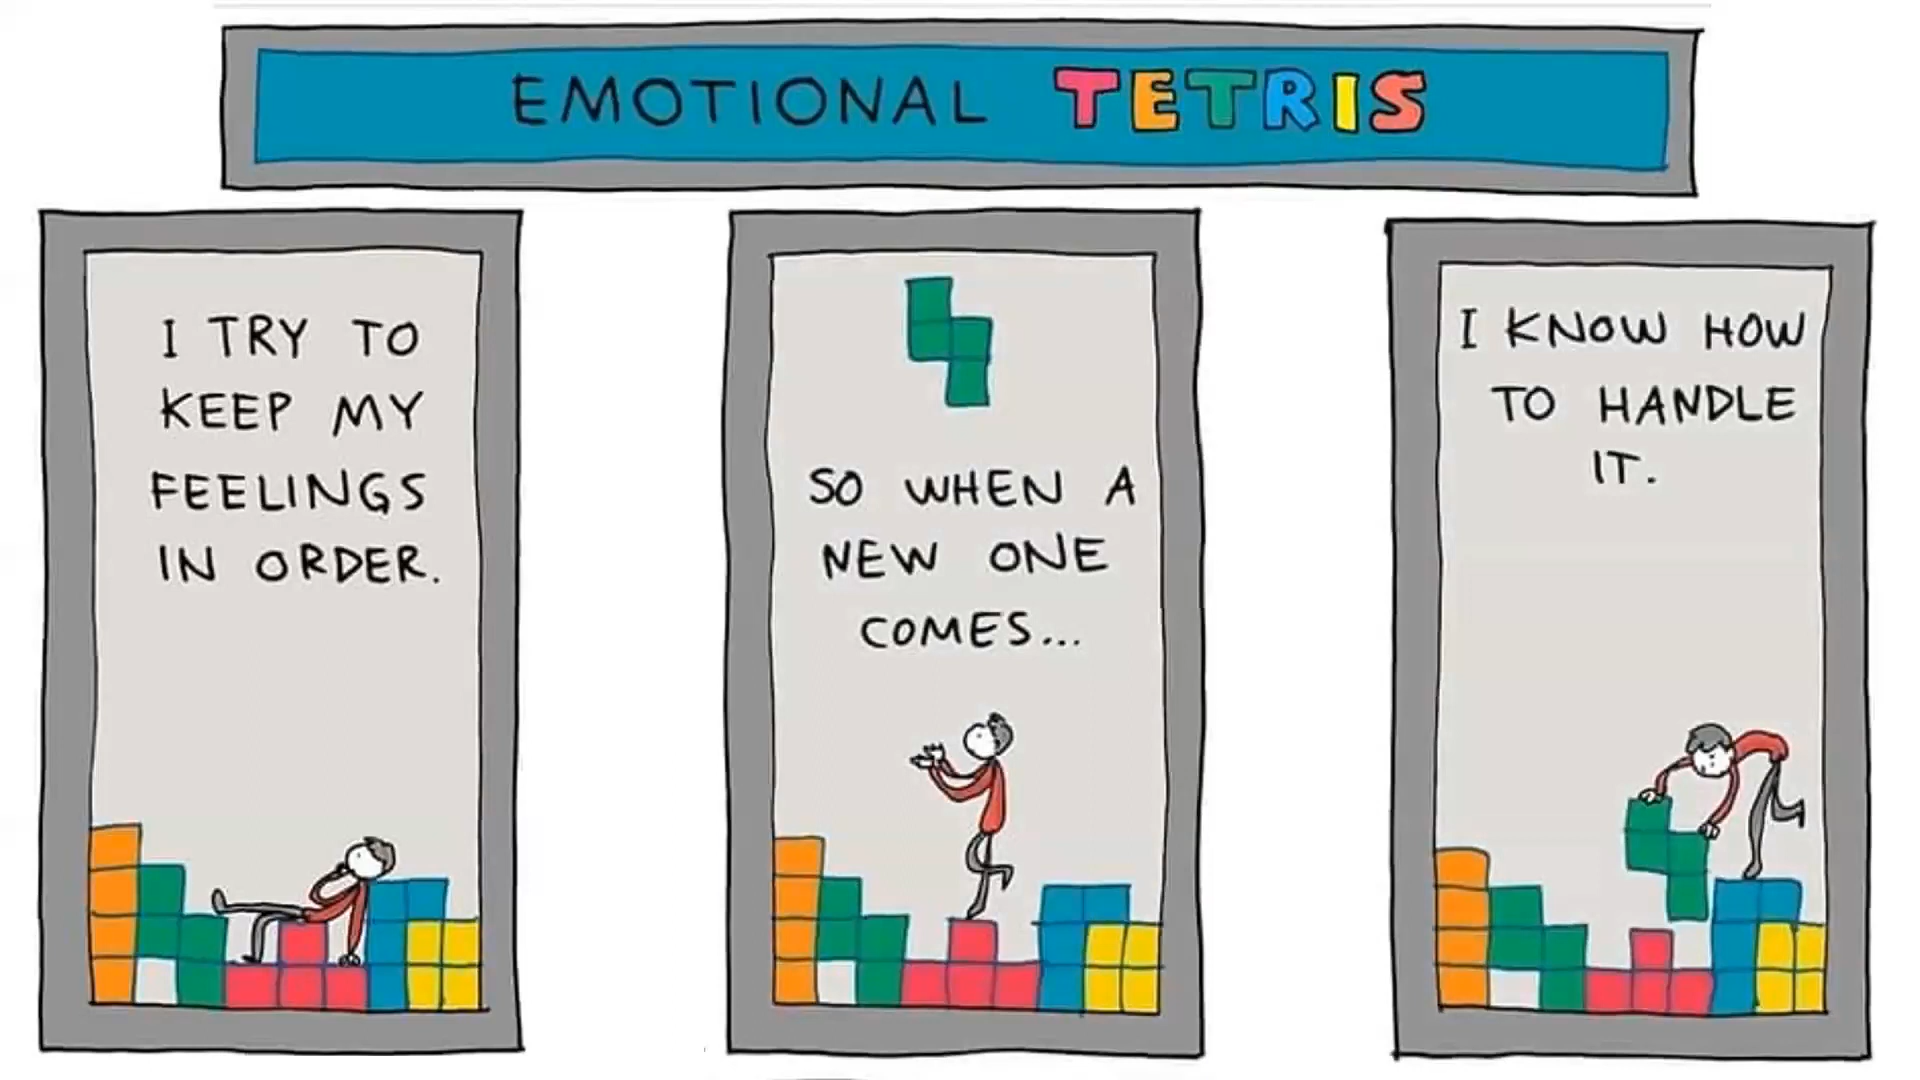 EMOTIONAL TETRIS
I TRY TO
KEEP MY
FEELINGS
IN ORDER.
SO WHEN A
NEW ONE
COMES...
I KNOW HOW
TO HANDLE
IT.